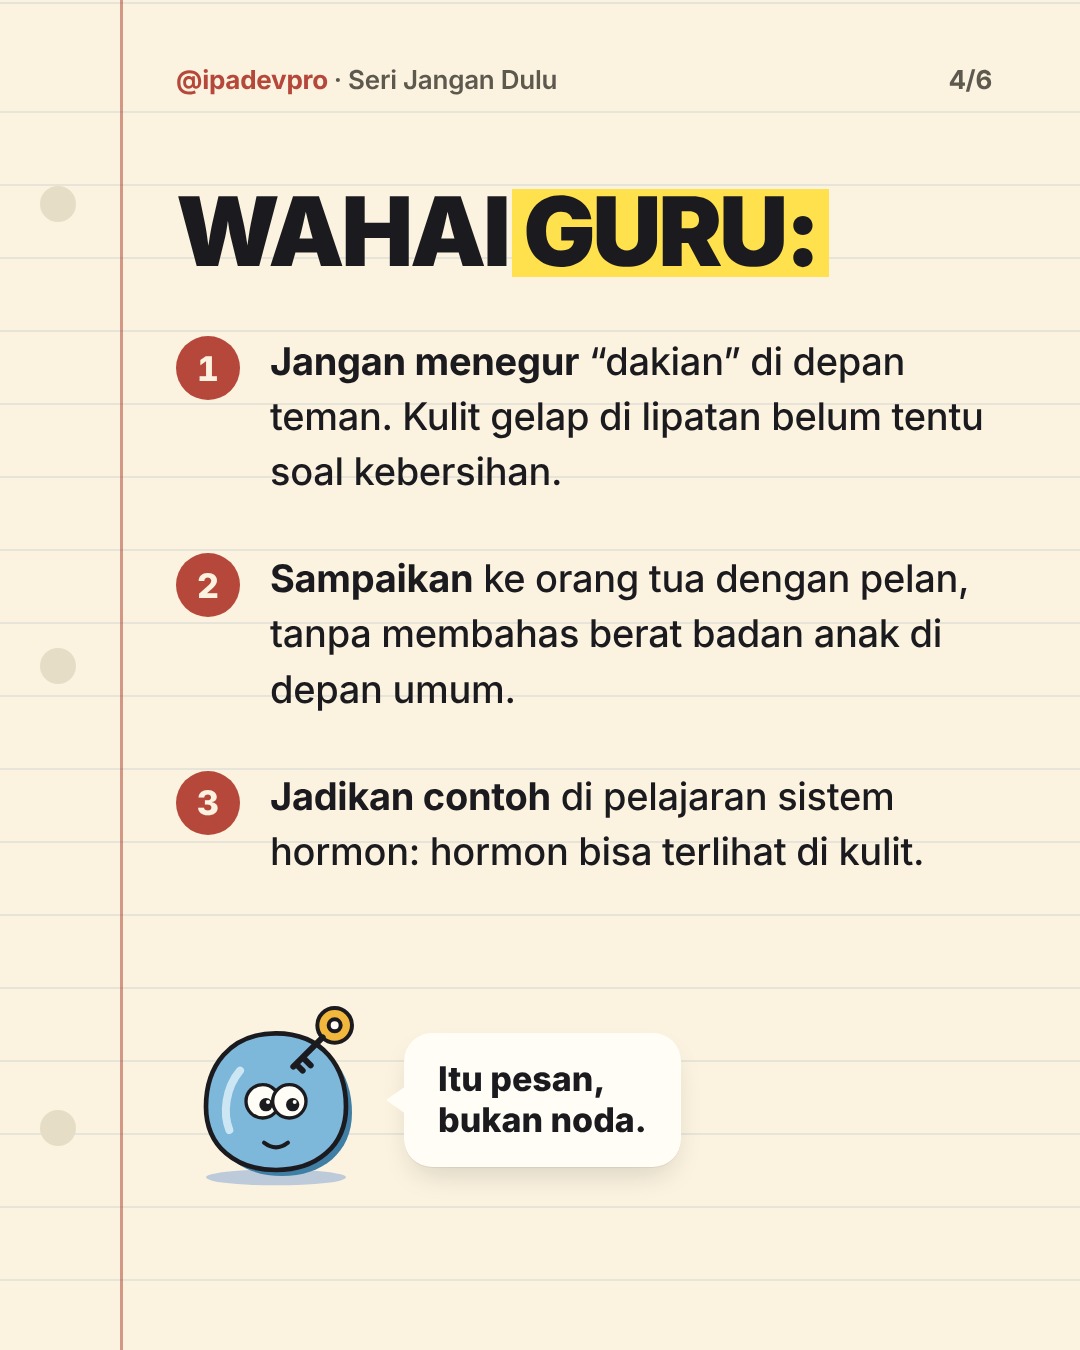 @ipadevpro · Seri Jangan Dulu
4/6
WAHAI GURU:
1
Jangan menegur “dakian” di depan
teman. Kulit gelap di lipatan belum tentu
soal kebersihan.
2
Sampaikan ke orang tua dengan pelan,
tanpa membahas berat badan anak di
depan umum.
3
Jadikan contoh di pelajaran sistem
hormon: hormon bisa terlihat di kulit.
Itu pesan,
bukan noda.